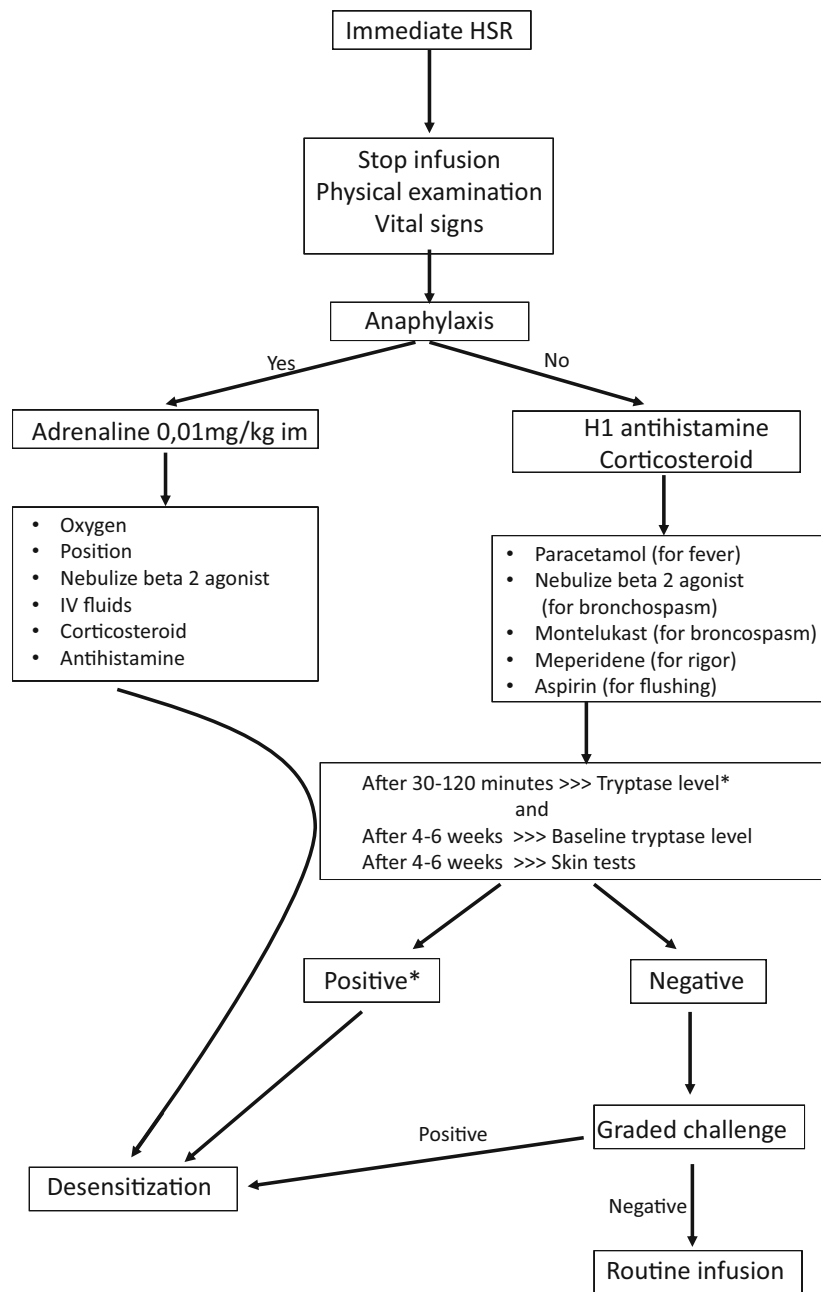 Immediate HSR
Stop infusion
Physical examination
Vital signs
Anaphylaxis
Yes
No
Adrenaline 0,01mg/kg im
H1 antihistamine
Corticosteroid
• Oxygen
• Position
• Nebulize beta 2 agonist
• IV fluids
• Corticosteroid
• Antihistamine
• Paracetamol (for fever)
• Nebulize beta 2 agonist
(for bronchospasm)
• Montelukast (for broncospasm)
• Meperidene (for rigor)
• Aspirin (for flushing)
After 30-120 minutes >>> Tryptase level*
and
After 4-6 weeks >>> Baseline tryptase level
After 4-6 weeks >>> Skin tests
Positive*
Negative
Graded challenge
Positive
Desensitization
Negative
Routine infusion